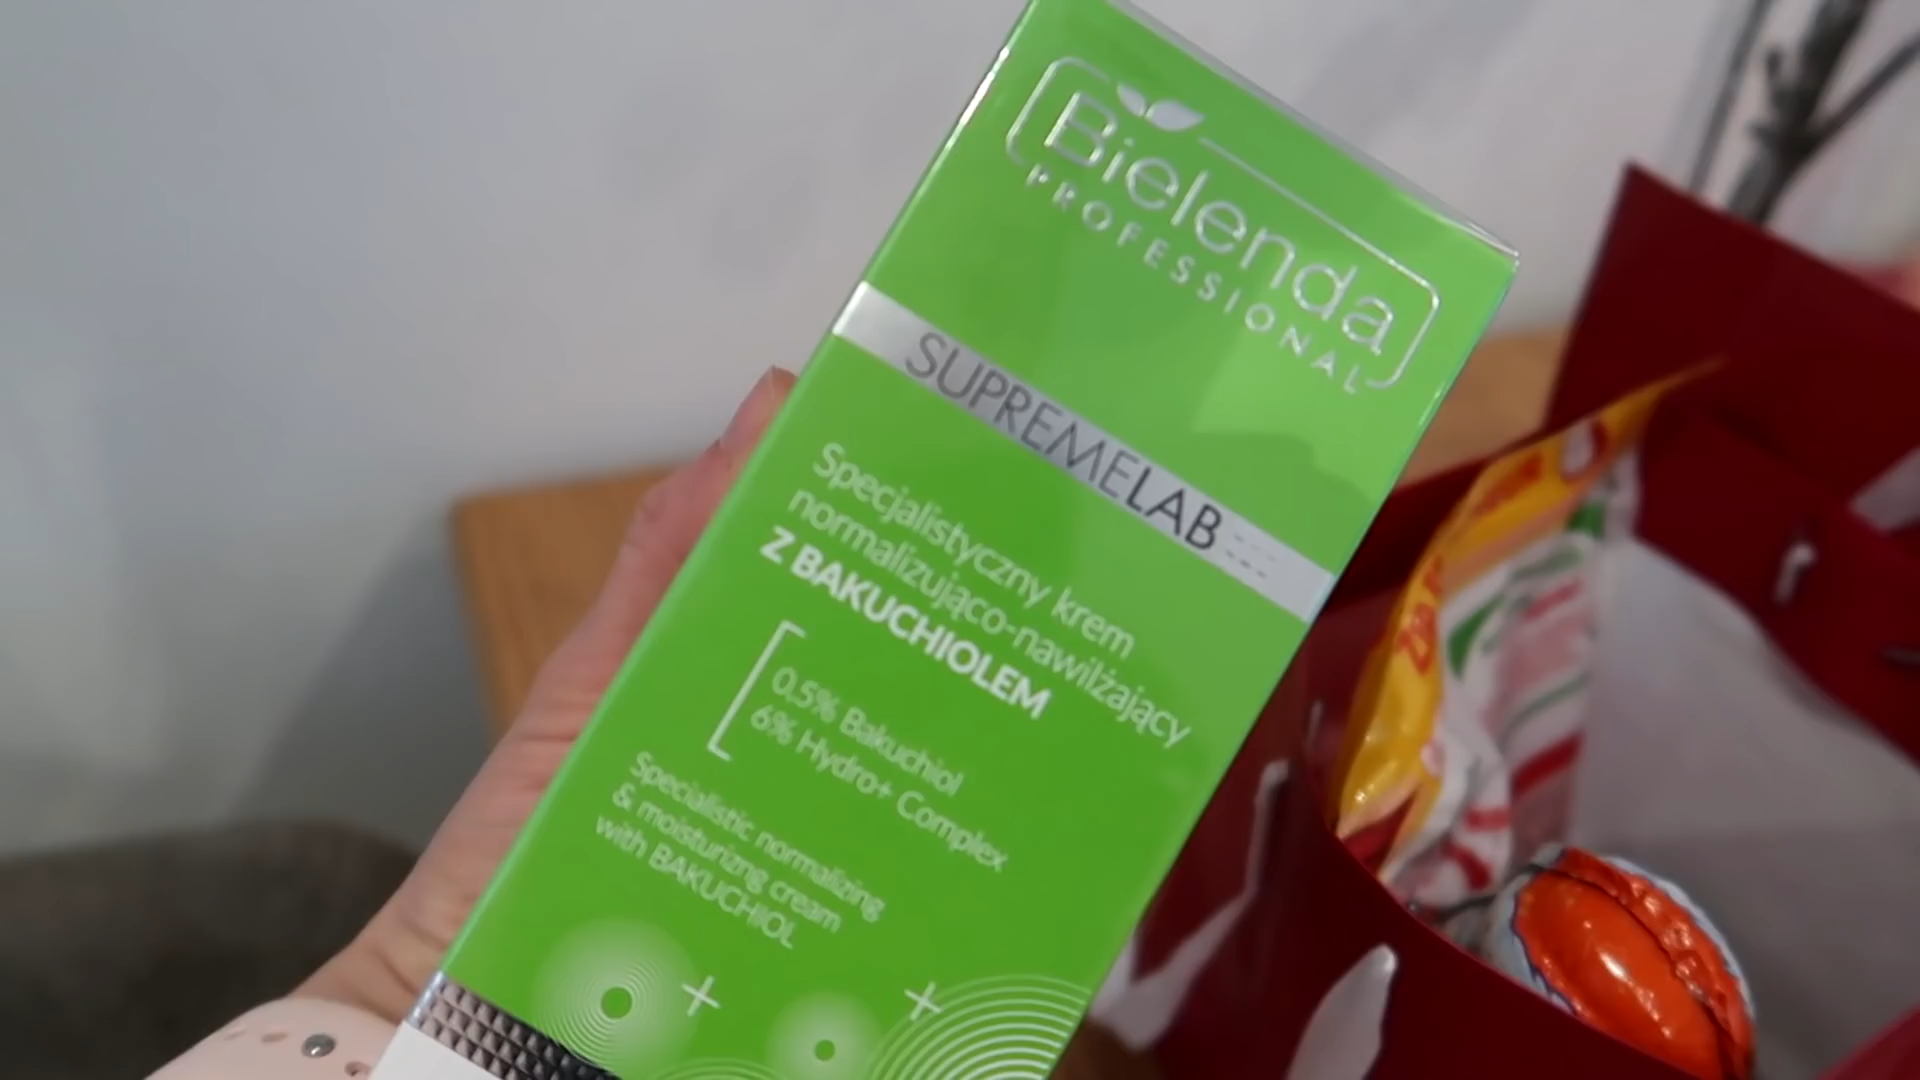 Bielenda
PROFESSIONAL
SUPREMELAB
Specjalistyczny krem
normalizująco-nawilżający
Z BAKUCHIOLEM
0,5% Bakuchiol
6% Hydro+ Complex
Specialistic normalizing
& moisturizng cream
with BAKUCHIOL